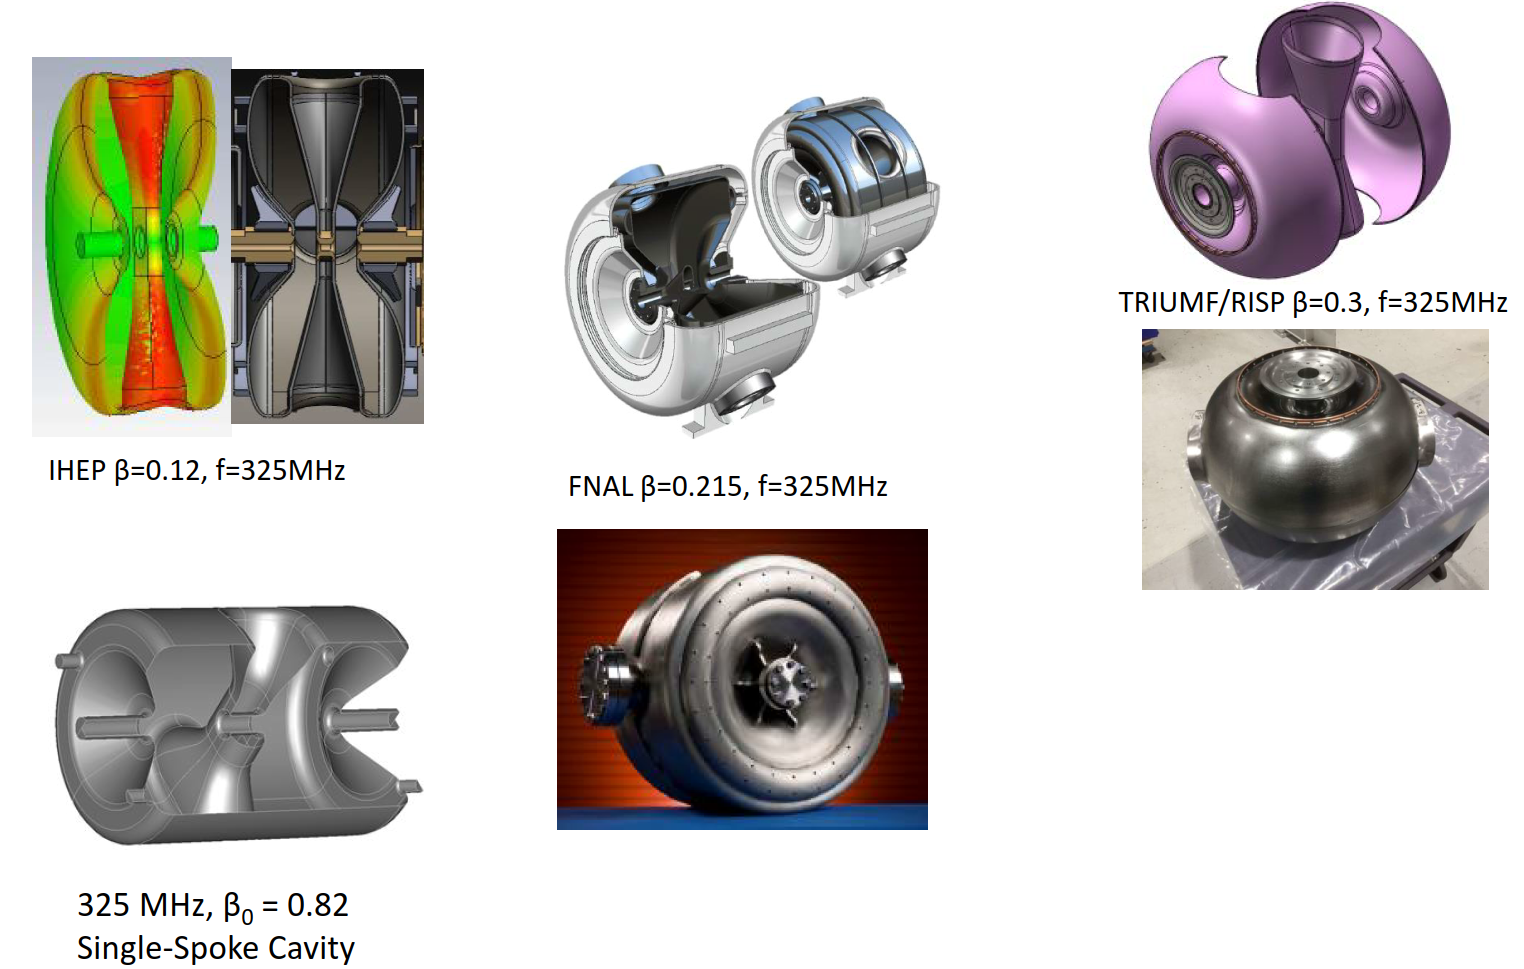 TRIUMF/RISP β=0.3, f=325MHz
IHEP β=0.12, f=325MHz
FNAL β=0.215, f=325MHz
325 MHz, β₀ = 0.82
Single-Spoke Cavity